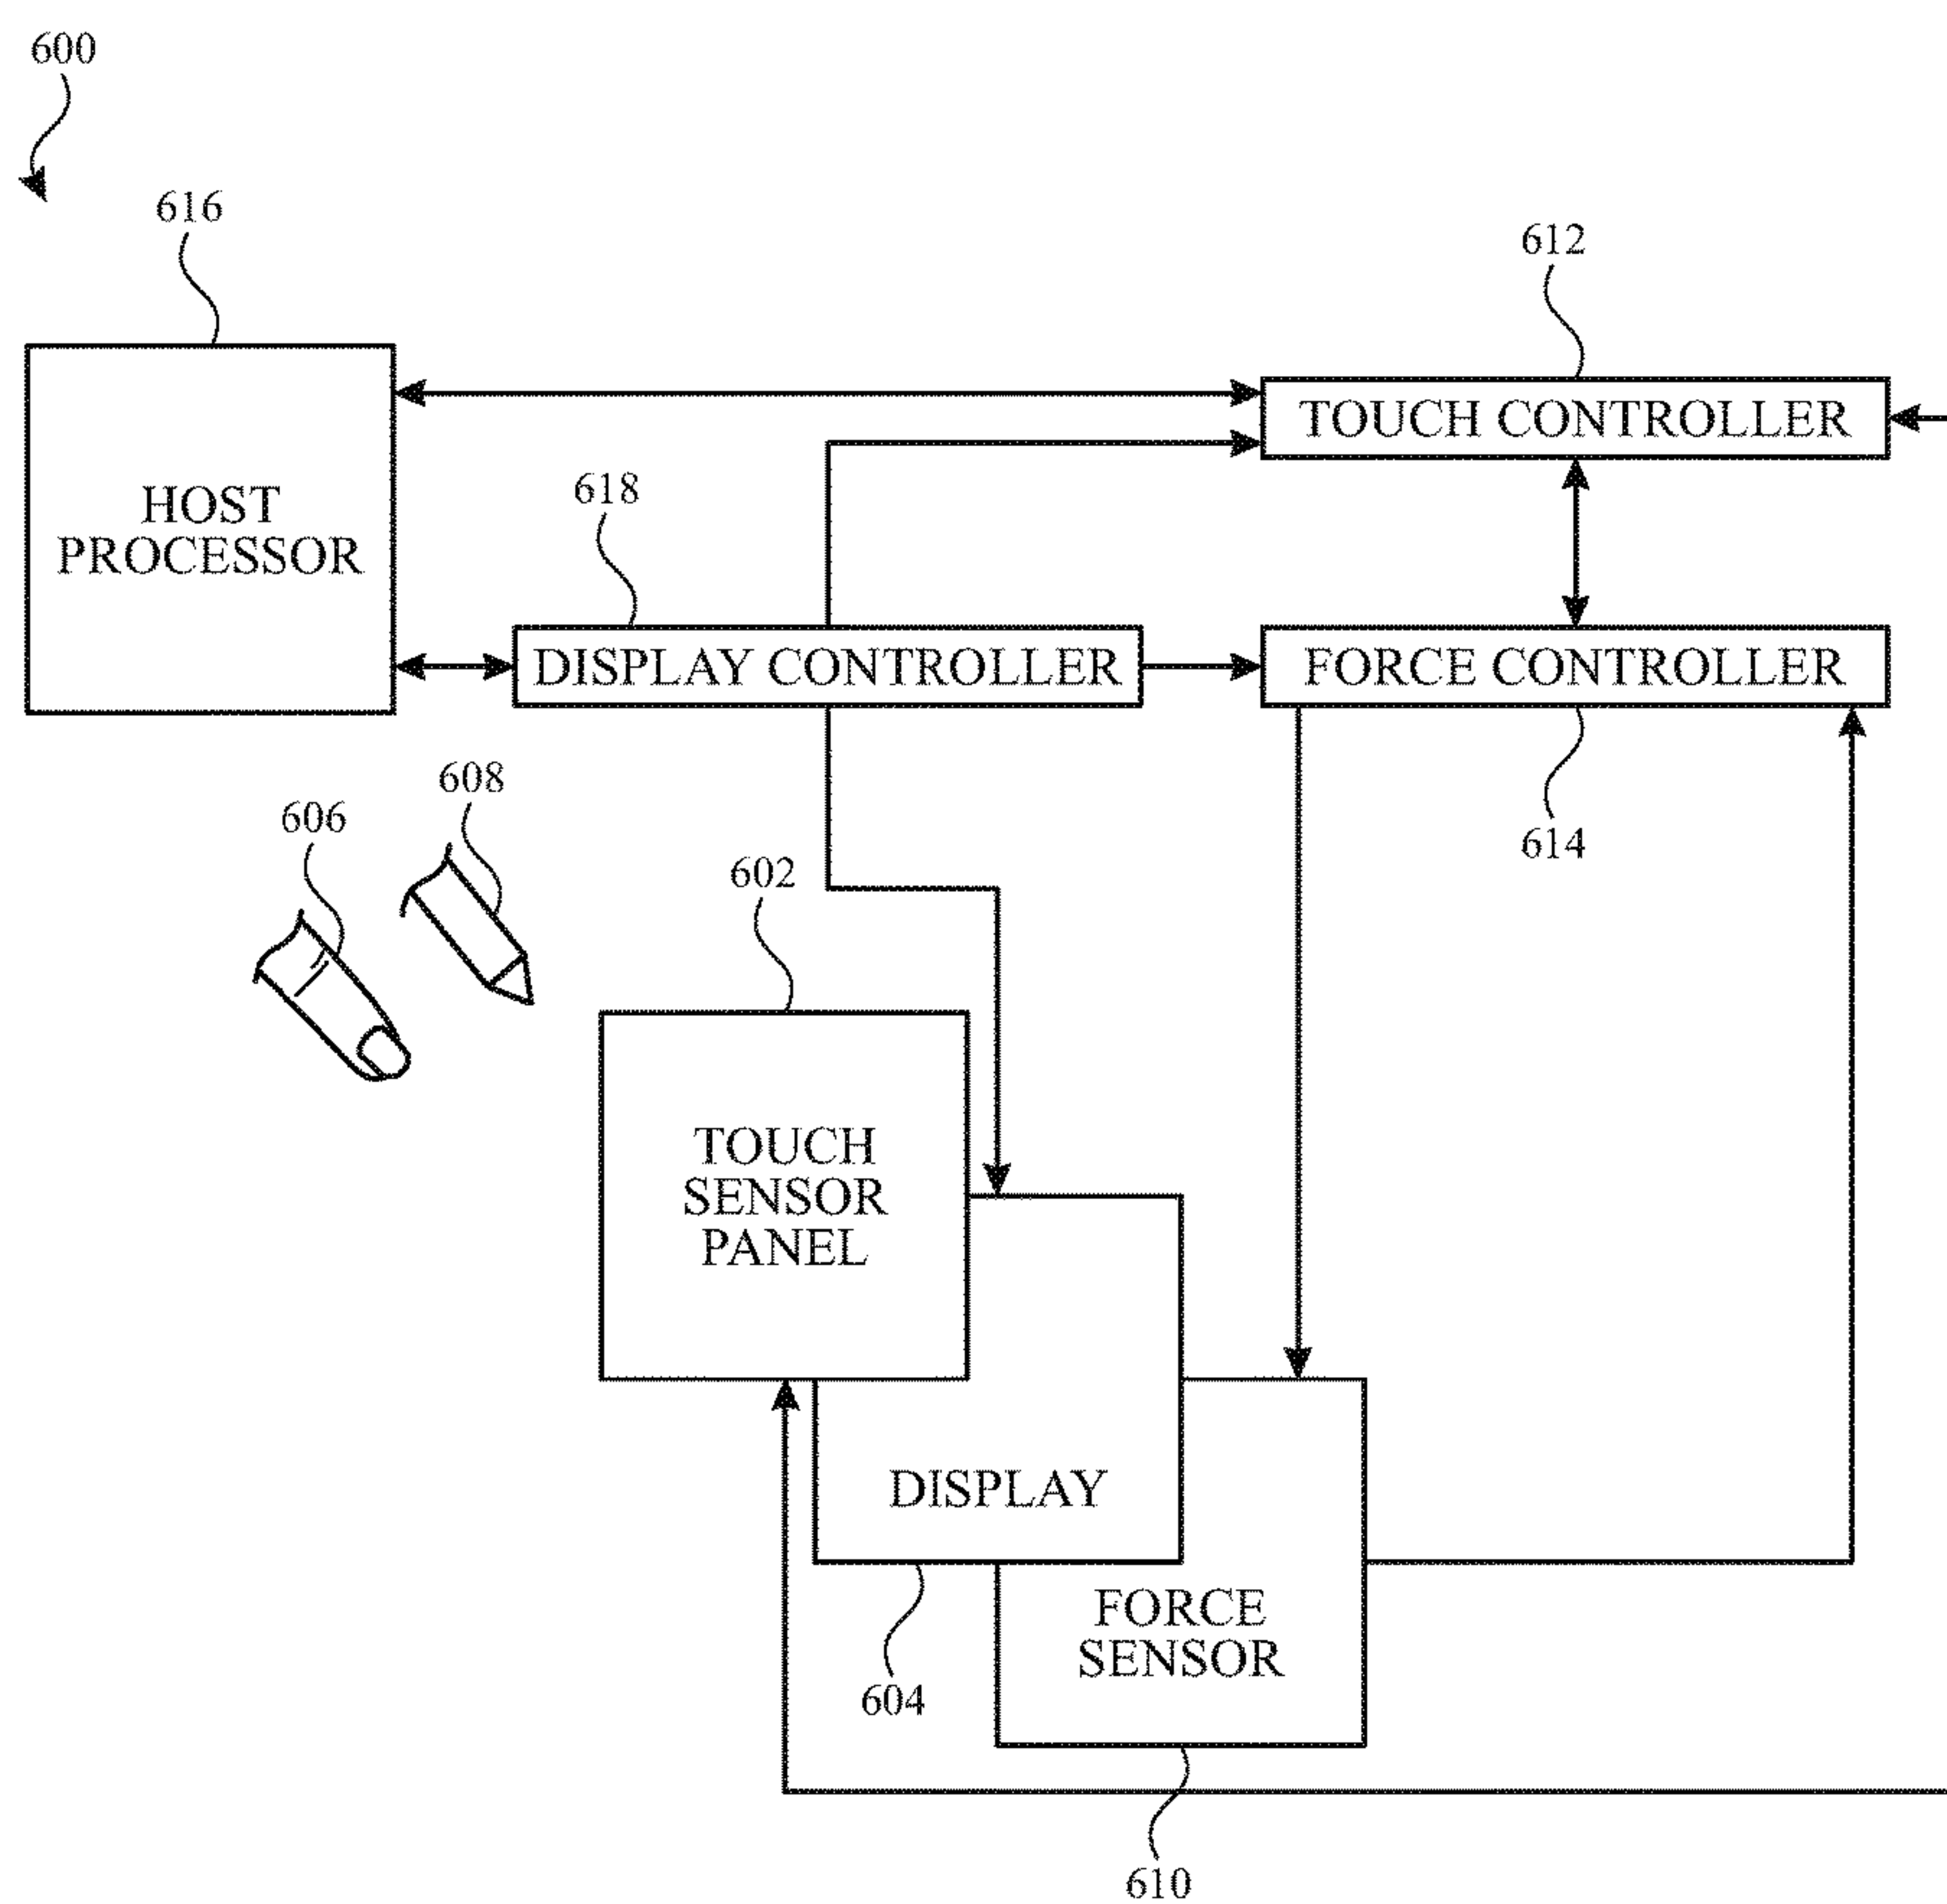 600
616
612
HOST
PROCESSOR
TOUCH CONTROLLER
618
DISPLAY CONTROLLER
FORCE CONTROLLER
614
606
608
602
TOUCH
SENSOR
PANEL
DISPLAY
FORCE
SENSOR
604
610